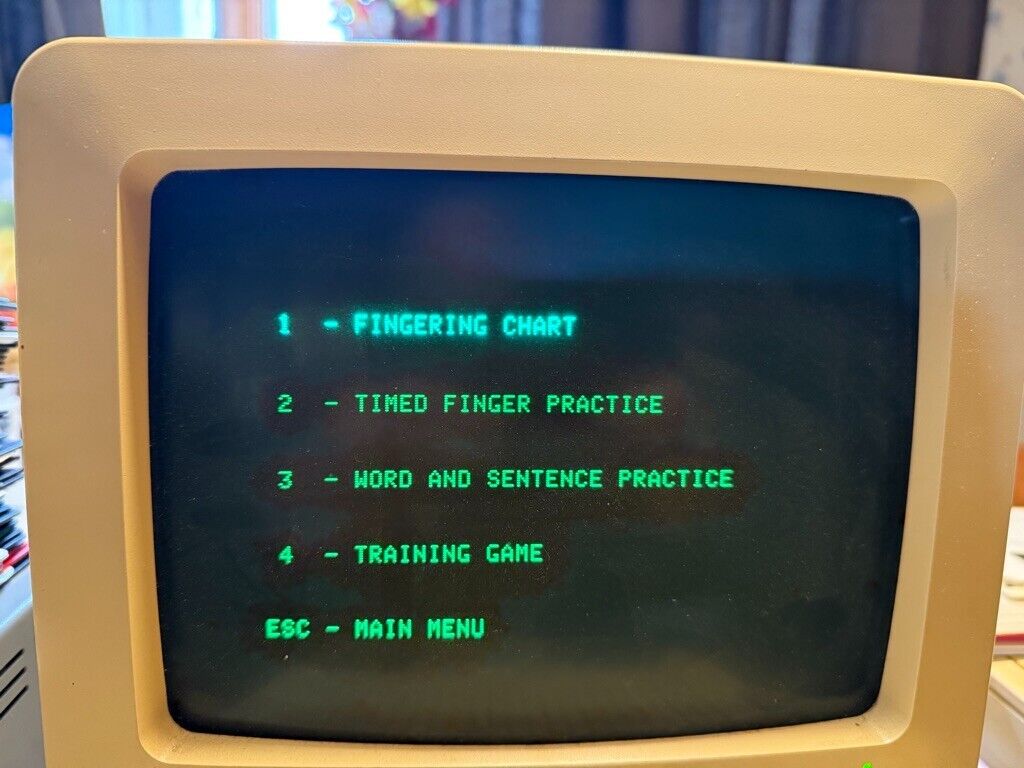 1 - FINGERING CHART
2 - TIMED FINGER PRACTICE
3 - WORD AND SENTENCE PRACTICE
4 - TRAINING GAME
ESC - MAIN MENU